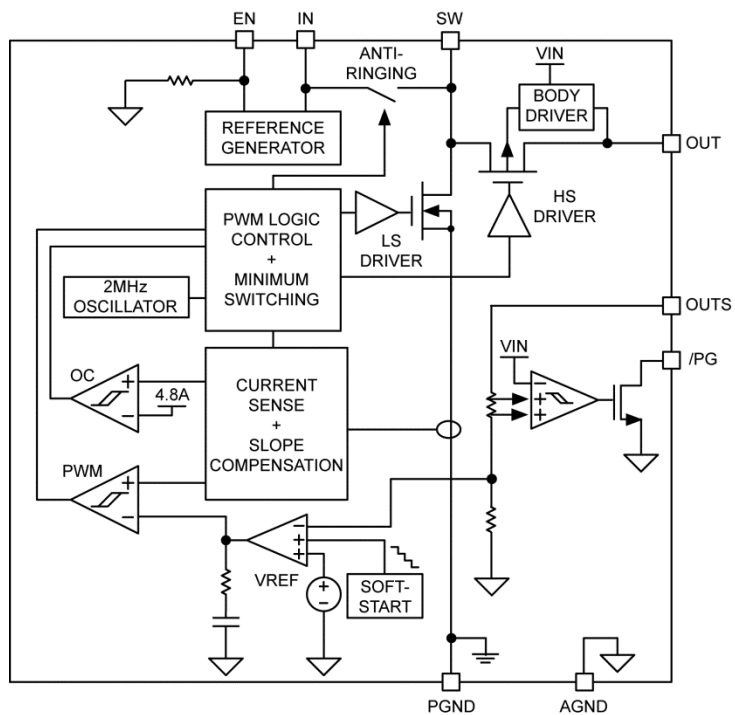 EN
IN
SW
ANTI-
RINGING
VIN
BODY
DRIVER
REFERENCE
GENERATOR
OUT
HS
DRIVER
PWM LOGIC
CONTROL
+
MINIMUM
SWITCHING
LS
DRIVER
2MHz
OSCILLATOR
OUTS
VIN
/PG
OC
+
4.8A
−
CURRENT
SENSE
+
SLOPE
COMPENSATION
−
+
+
PWM
+
−
−
+
+
VREF
+
−
SOFT-
START
PGND
AGND